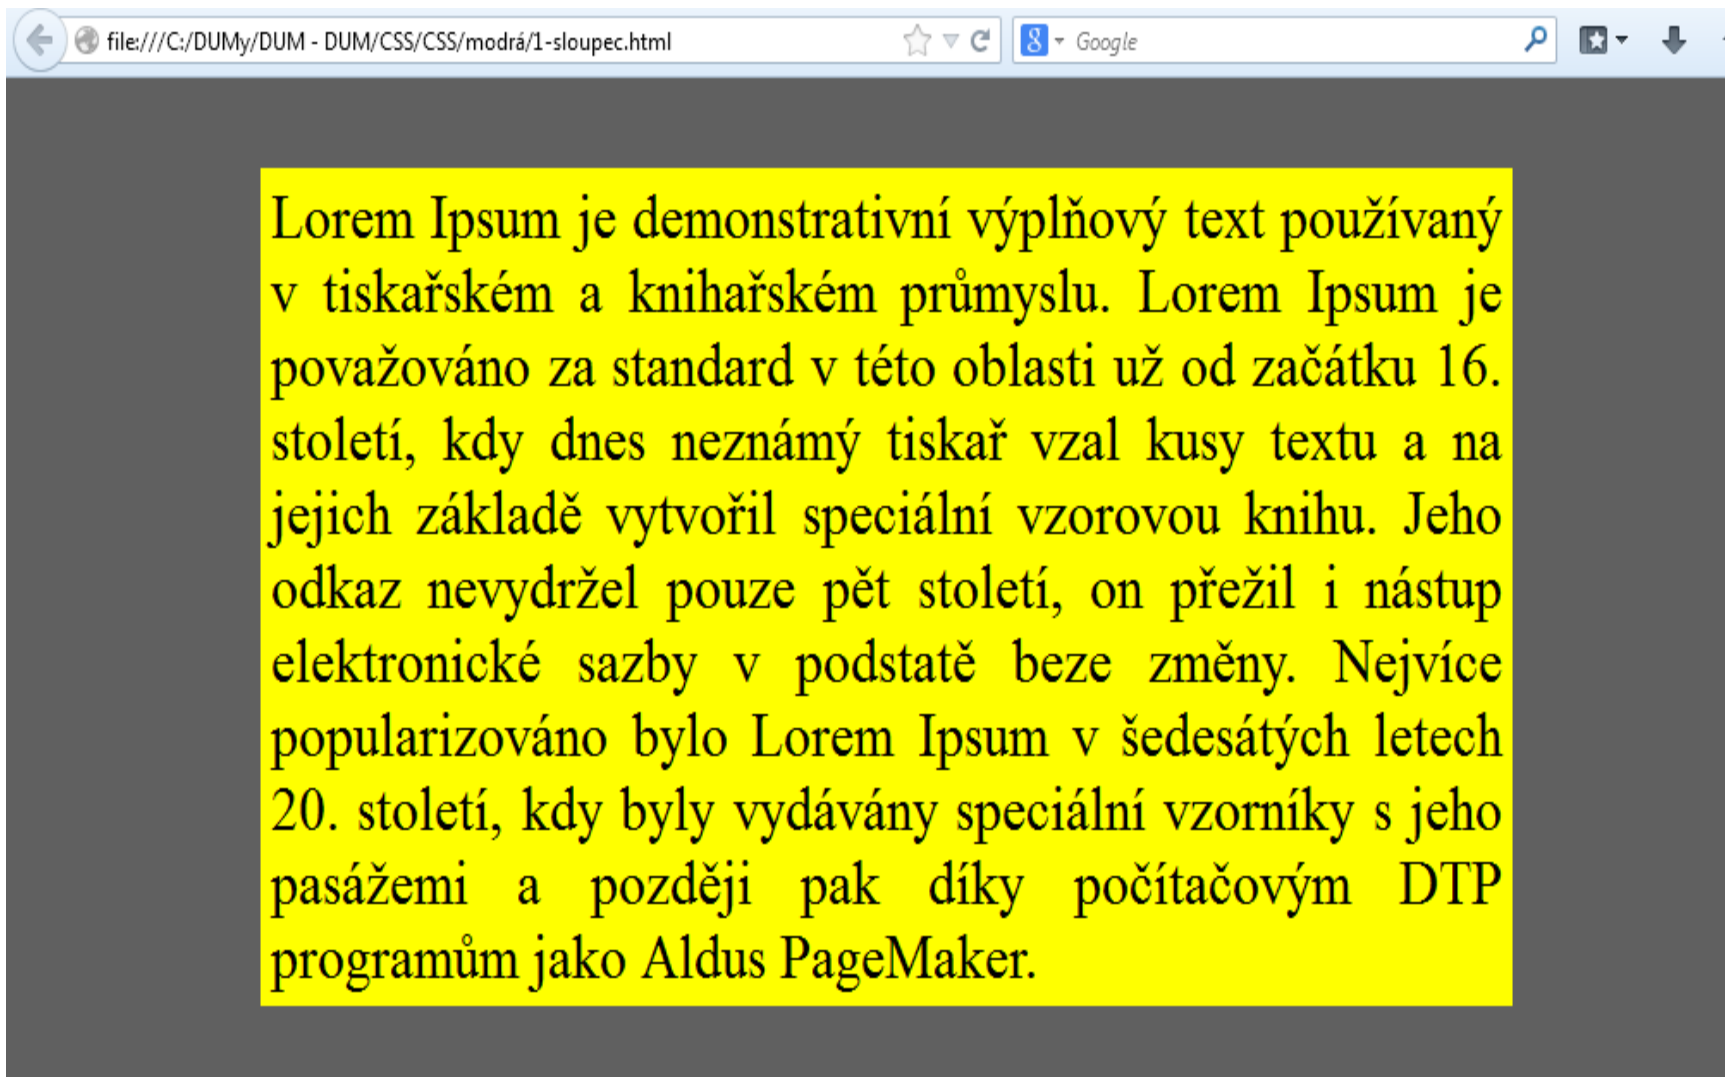 file:///C:/DUMy/DUM - DUM/CSS/CSS/modrá/1-sloupec.html
8 Google
Lorem Ipsum je demonstrativní výplňový text používaný
v tiskařském a knihařském průmyslu. Lorem Ipsum je
považováno za standard v této oblasti už od začátku 16.
století, kdy dnes neznámý tiskař vzal kusy textu a na
jejich základě vytvořil speciální vzorovou knihu. Jeho
odkaz nevydržel pouze pět století, on přežil i nástup
elektronické sazby v podstatě beze změny. Nejvíce
popularizováno bylo Lorem Ipsum v šedesátých letech
20. století, kdy byly vydávány speciální vzorníky s jeho
pasážemi a později pak díky počítačovým DTP
programům jako Aldus PageMaker.